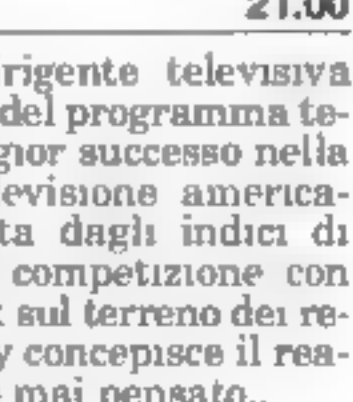 21.00
rigente televisiva
del programma te-
gior successo nella
evisione america-
ta dagli indici di
competizione con
sul terreno dei re-
y concepisce il rea-
mai pensato..